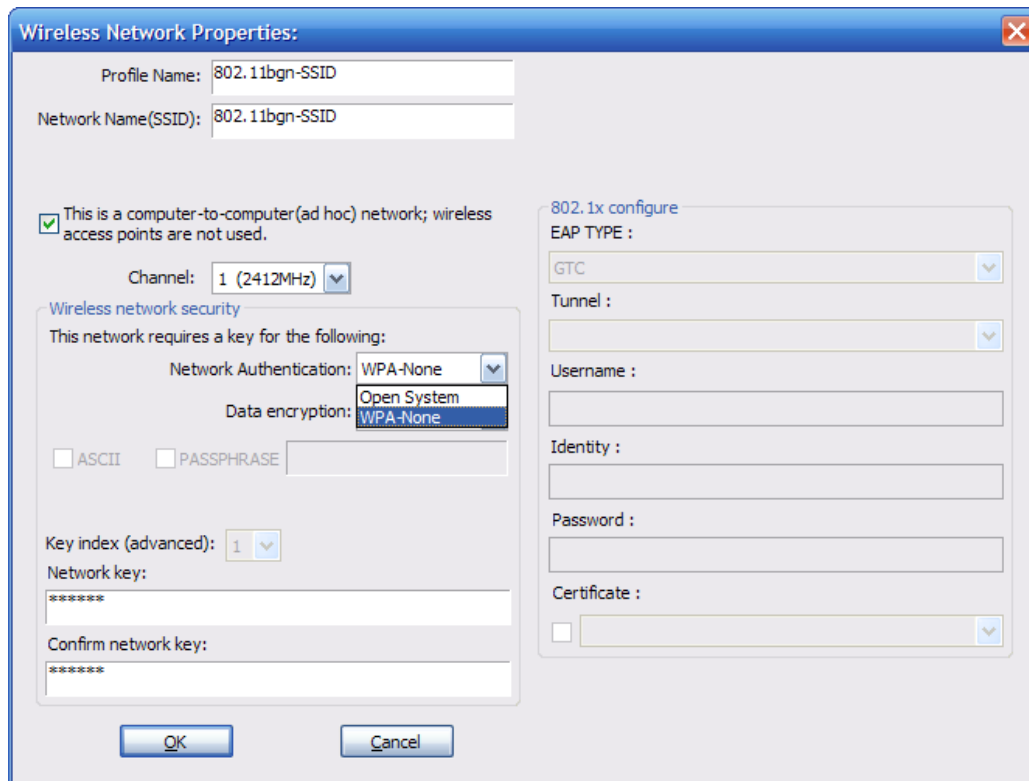 Wireless Network Properties:
Profile Name: 802.11bgn-SSID
Network Name(SSID): 802.11bgn-SSID
This is a computer-to-computer(ad hoc) network; wireless
access points are not used.
Channel: 1 (2412MHz)
Wireless network security
This network requires a key for the following:
Network Authentication: WPA-None
Open System
Data encryption: WPA-None
ASCII PASSPHRASE
Key index (advanced): 1
Network key:
******
Confirm network key:
******
OK Cancel
802.1x configure
EAP TYPE :
GTC
Tunnel :
Username :
Identity :
Password :
Certificate :